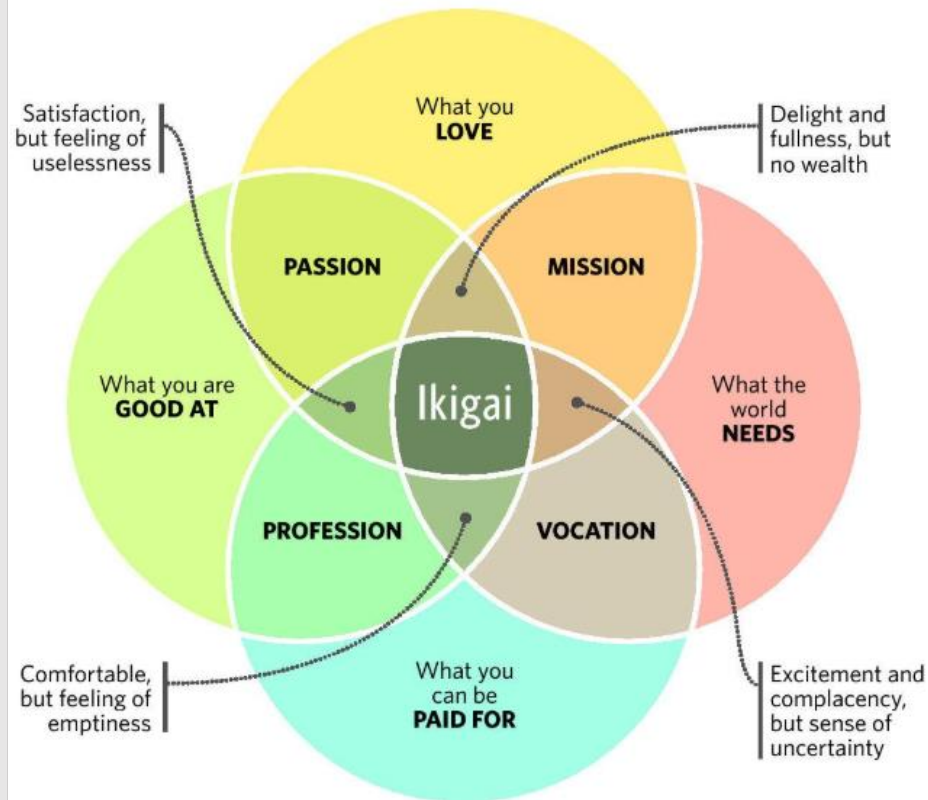 What you
LOVE
Satisfaction,
but feeling of
uselessness
Delight and
fullness, but
no wealth
PASSION
MISSION
What you are
GOOD AT
Ikigai
What the
world
NEEDS
PROFESSION
VOCATION
Comfortable,
but feeling of
emptiness
What you
can be
PAID FOR
Excitement and
complacency,
but sense of
uncertainty